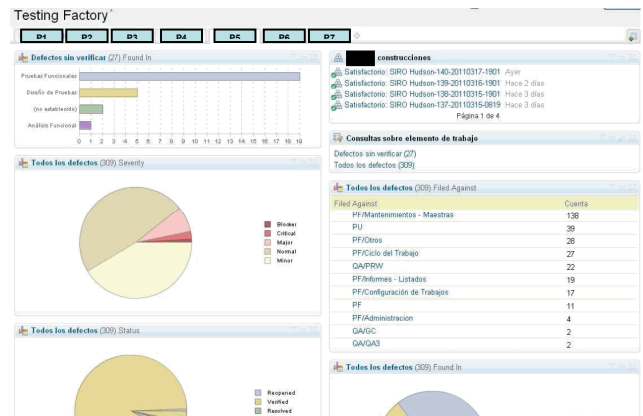 Testing Factory*
P1 P2 P3 P4 P5 P6 P7
Defectos sin verificar (27) Found In
Pruebas Funcionales
Diseño de Pruebas
(no establecido)
Análisis Funcional
0 1 2 3 4 5 6 7 8 9 10 11 12 13 14 15 16 17 18 19
Todos los defectos (309) Severity
Blocker
Critical
Major
Normal
Minor
Todos los defectos (309) Status
Reopened
Verified
Resolved
construcciones
Satisfactorio: SIRO Hudson-140-20110317-1901 Ayer
Satisfactorio: SIRO Hudson-139-20110316-1901 Hace 2 días
Satisfactorio: SIRO Hudson-138-20110315-1901 Hace 3 días
Satisfactorio: SIRO Hudson-137-20110315-0819 Hace 3 días
Página 1 de 4
Consultas sobre elemento de trabajo
Defectos sin verificar (27)
Todos los defectos (309)
Todos los defectos (309) Filed Against
Filed Against Cuenta
PF/Mantenimientos - Maestras 138
PU 39
PF/Otros 28
PF/Ciclo del Trabajo 27
QA/PRW 22
PF/Informes - Listados 19
PF/Configuración de Trabajos 17
PF 11
PF/Administracion 4
QA/GC 2
QA/QA3 2
Todos los defectos (309) Found In